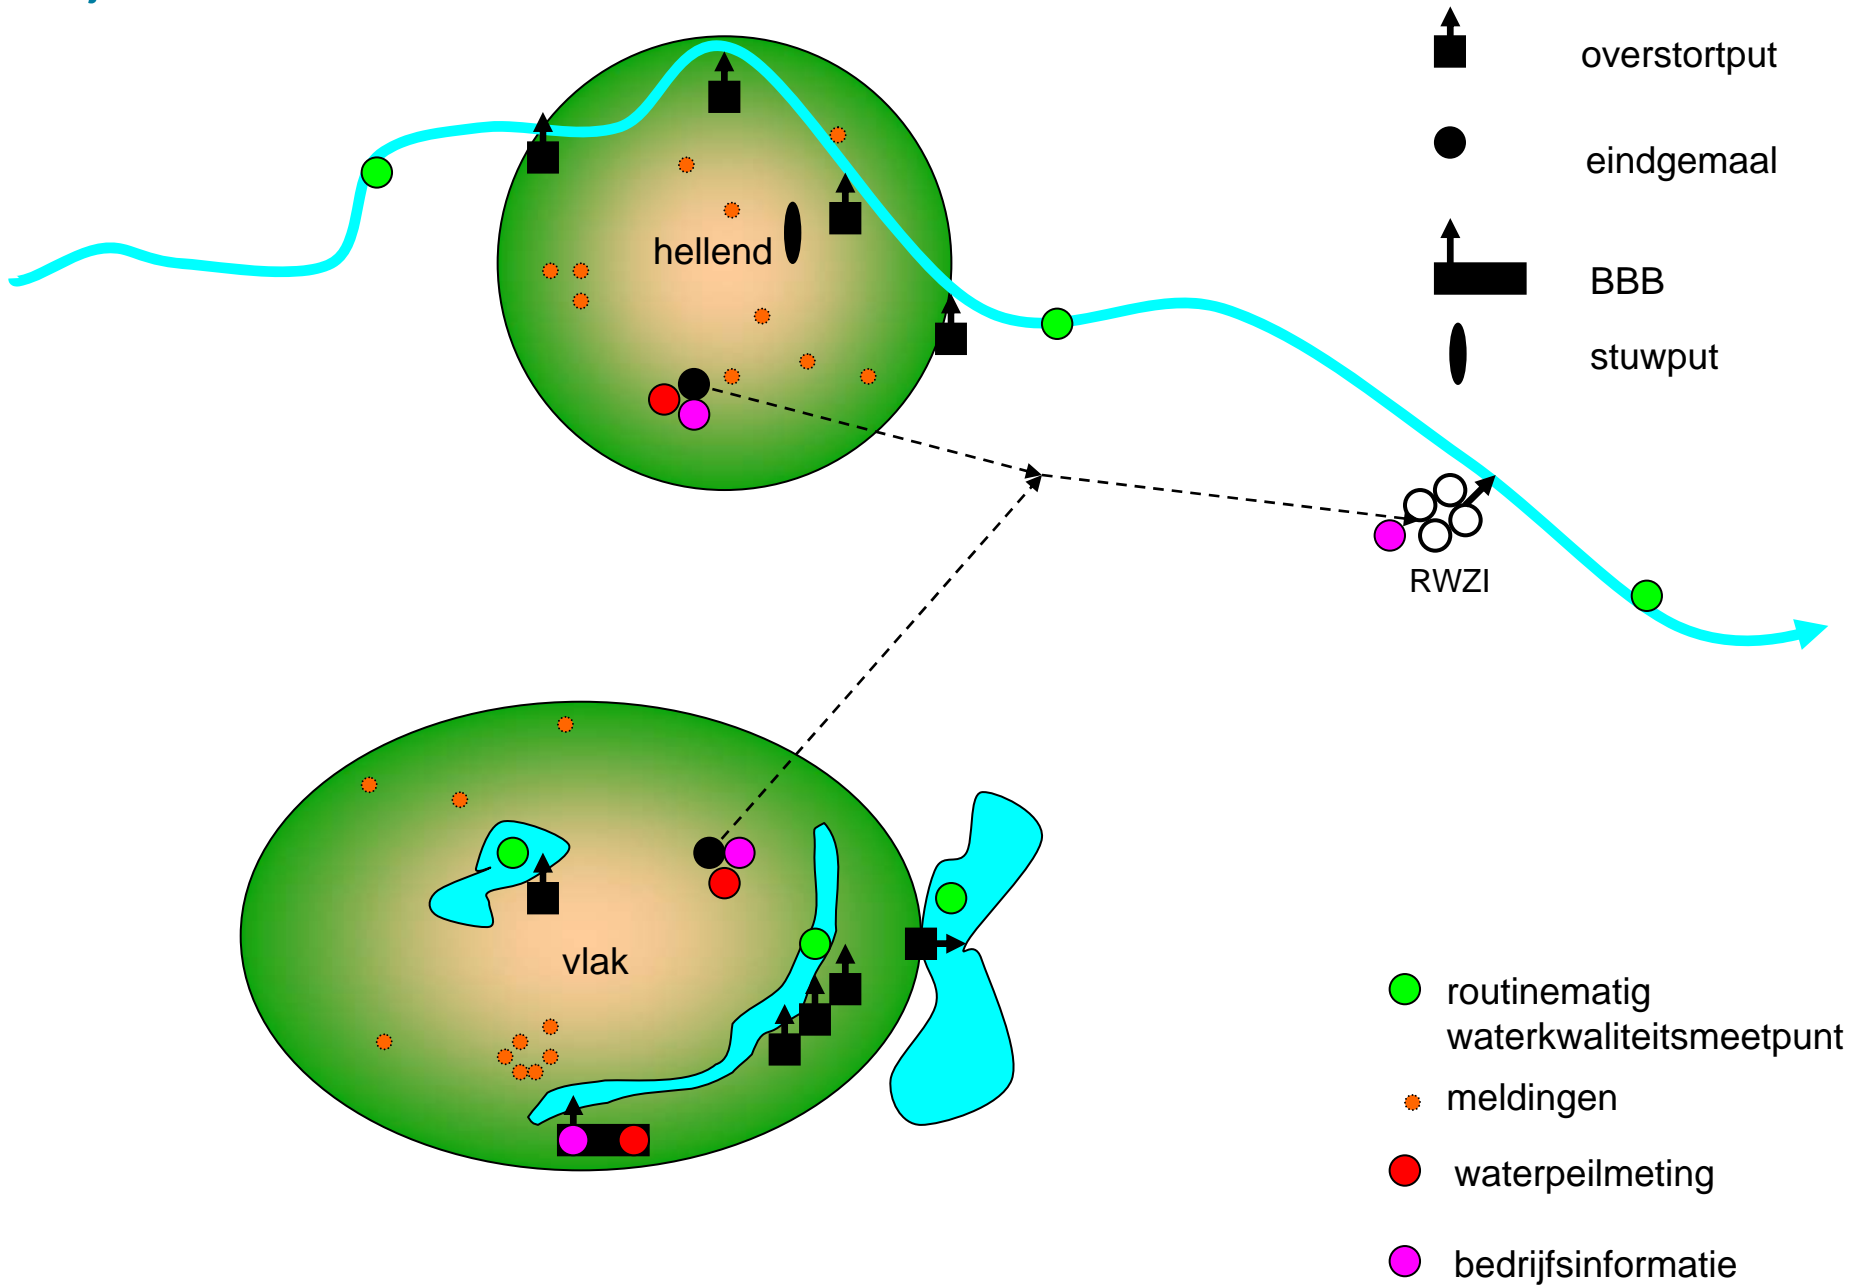 overstortput
eindgemaal
hellend
BBB
stuwput
RWZI
vlak
routinematig
waterkwaliteitsmeetpunt
meldingen
waterpeilmeting
bedrijfsinformatie